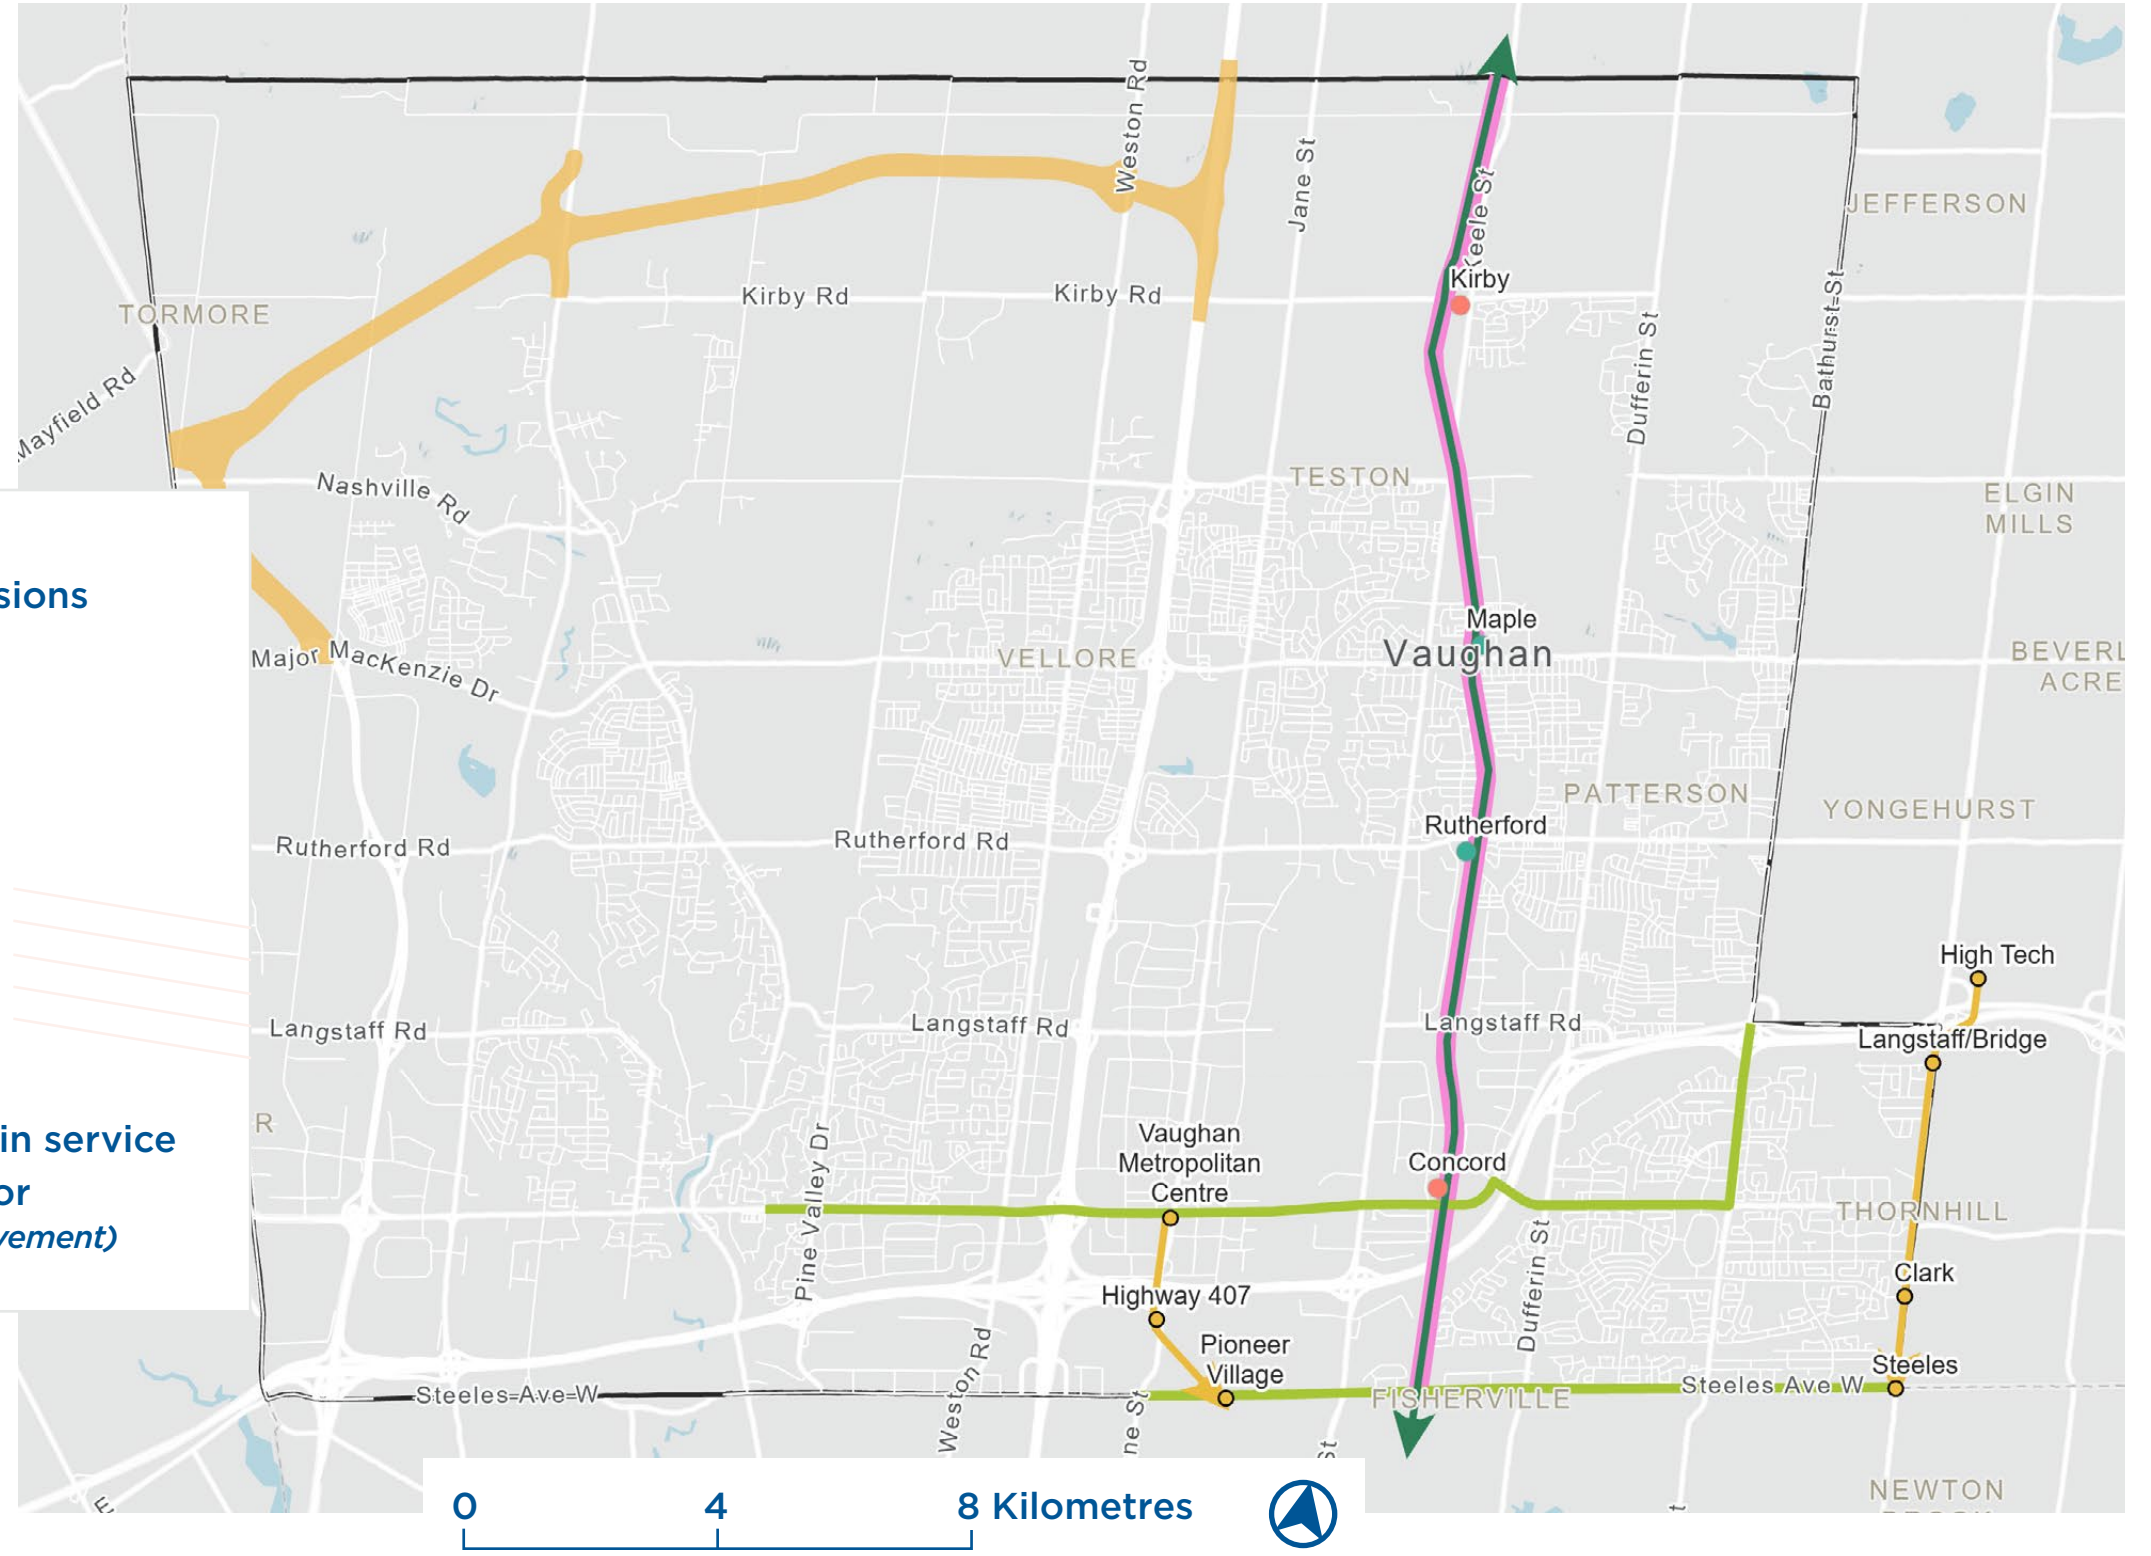 Weston Rd
Jane St
Keele St
JEFFERSON
Kirby
TORMORE
Kirby Rd
Kirby Rd
Dufferin St
Bathurst St
Mayfield Rd
Nashville Rd
TESTON
ELGIN
MILLS
sions
Maple
Vaughan
VELLORE
Major MacKenzie Dr
BEVERL
ACRE
PATTERSON
YONGEHURST
Rutherford
Rutherford Rd
Rutherford Rd
High Tech
Langstaff Rd
Langstaff Rd
Langstaff Rd
Langstaff/Bridge
R
in service
or
vement)
Pine Valley Dr
Vaughan
Metropolitan
Centre
Concord
THORNHILL
Highway 407
Dufferin St
Clark
Pioneer
Village
Steeles
Steeles Ave W
Weston Rd
ne St
FISHERVILLE
Steeles Ave W
St
NEWTON
0 4 8 Kilometres